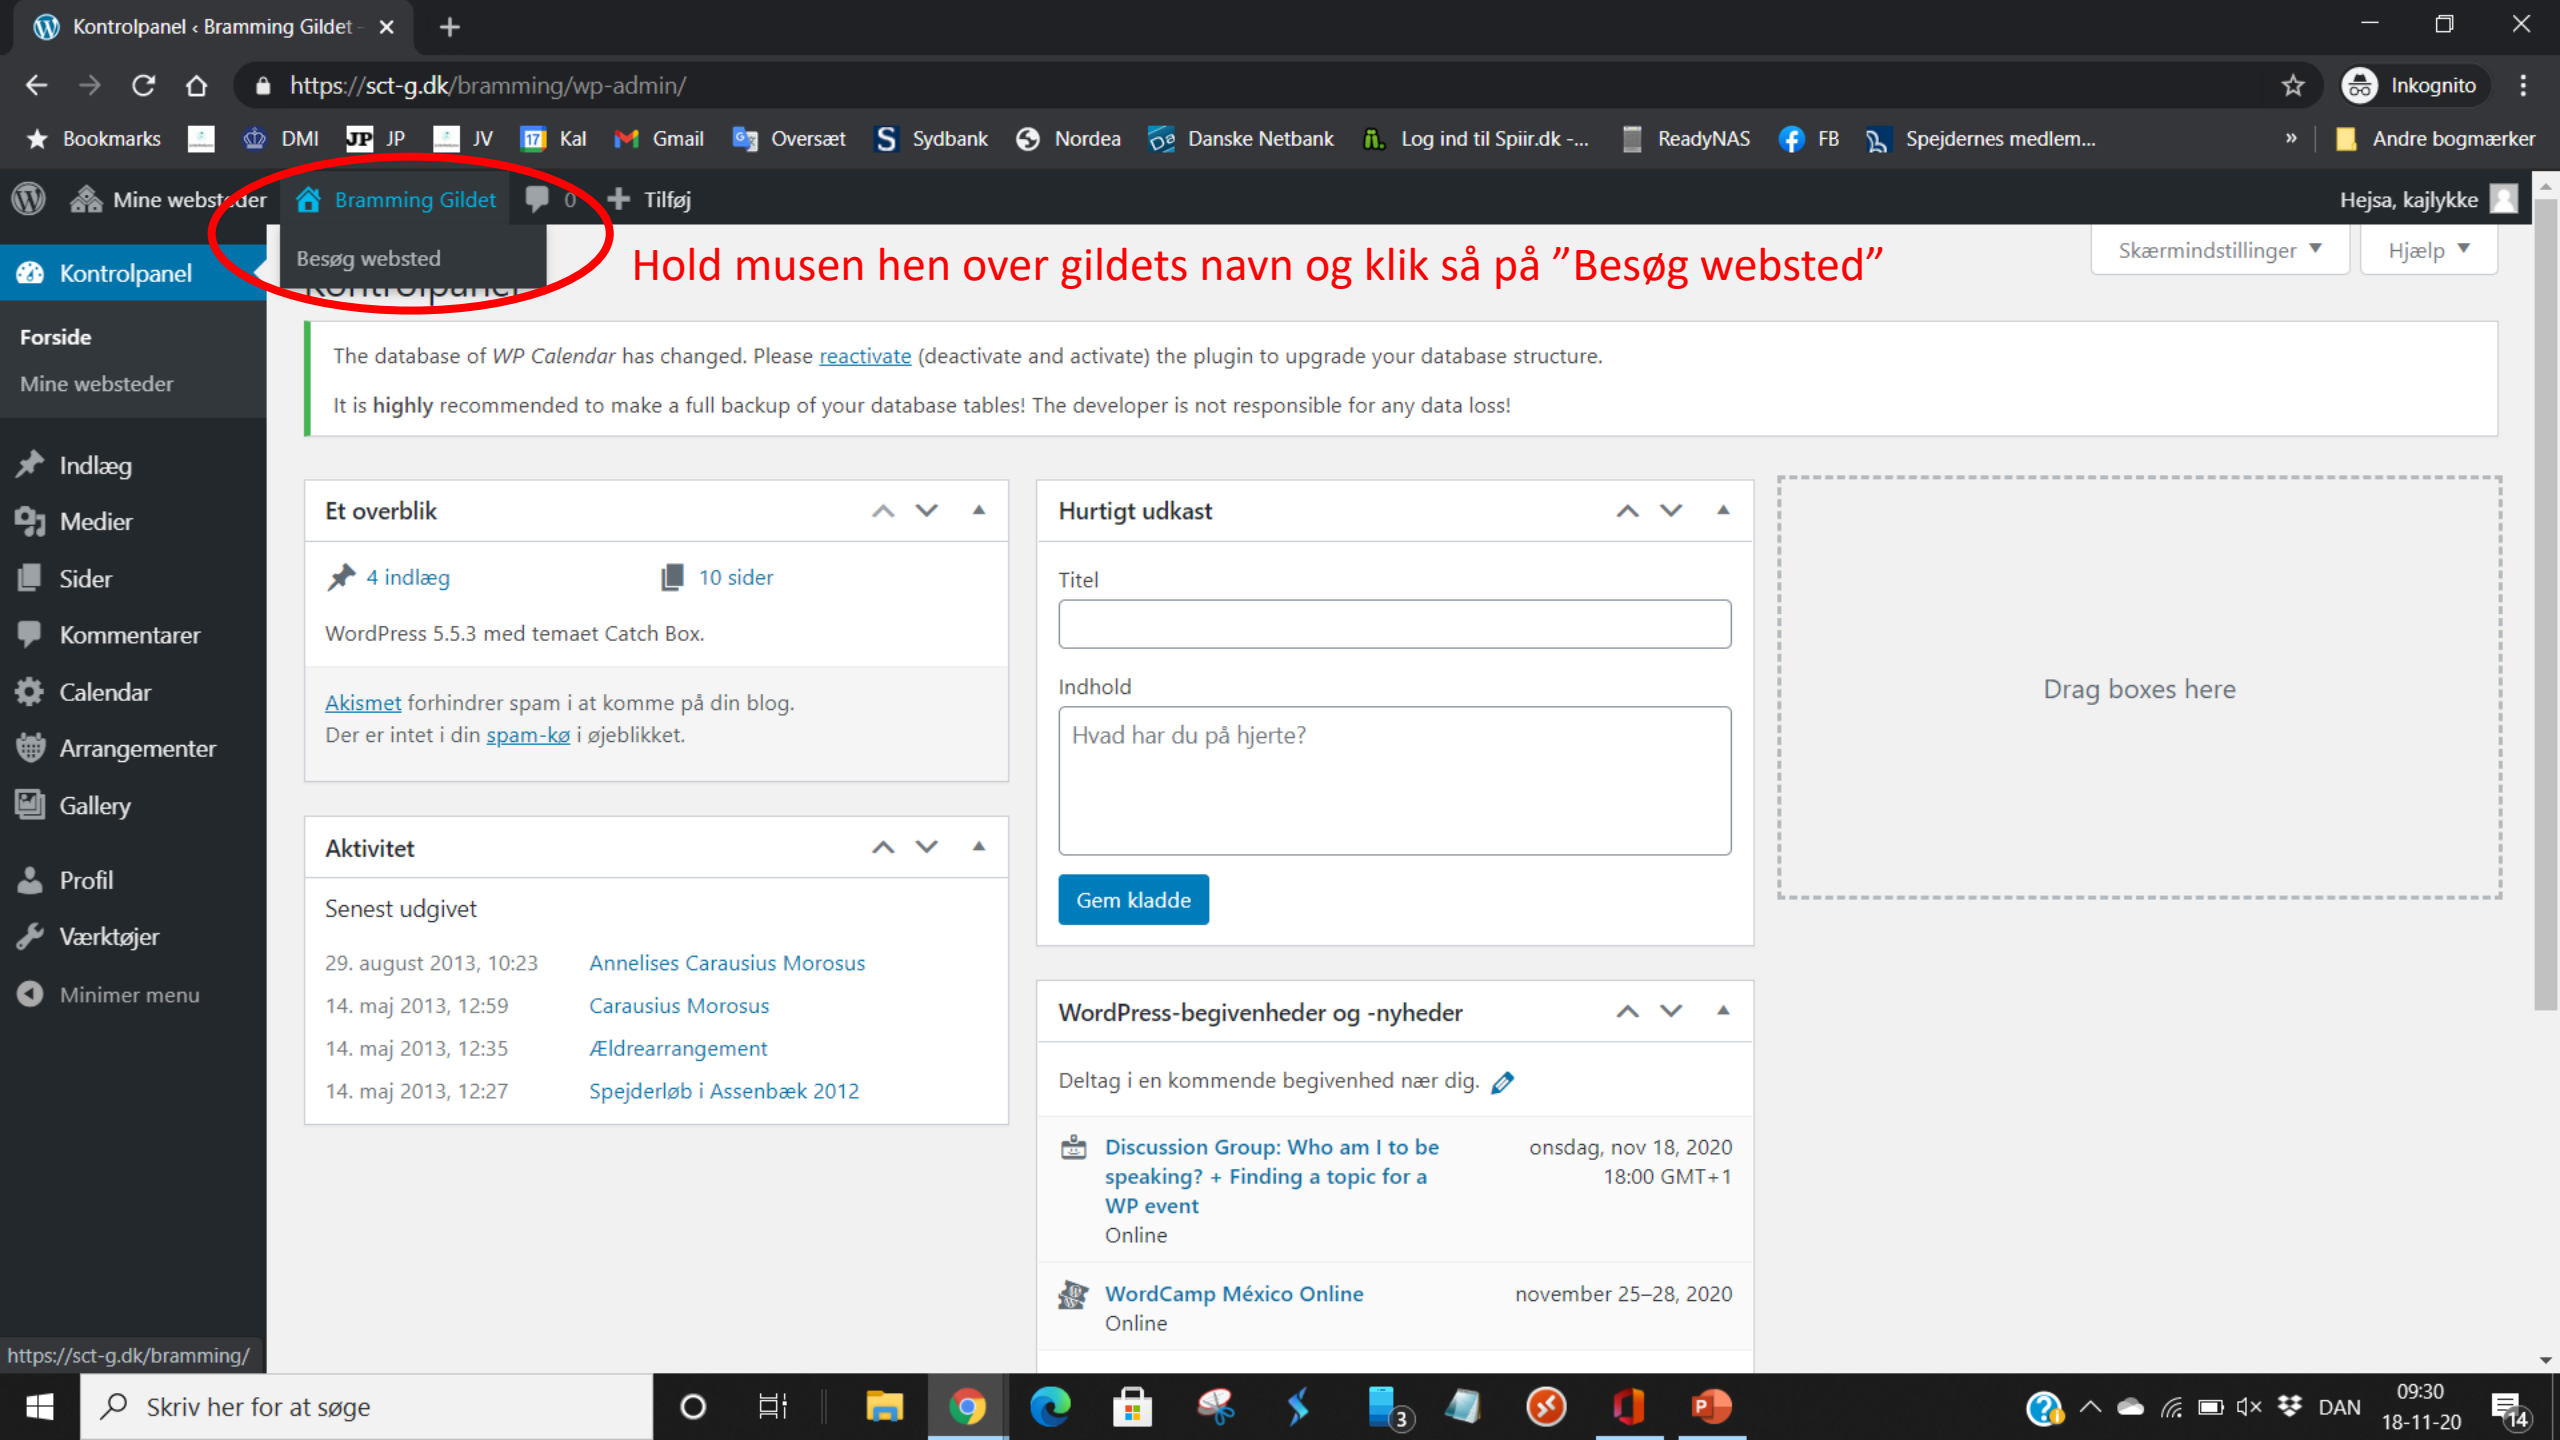 Kontrolpanel ‹ Bramming Gildet -
https://sct-g.dk/bramming/wp-admin/
Inkognito
Bookmarks DMI JP JP JV 17 Kal Gmail Oversæt Sydbank Nordea Danske Netbank Log ind til Spiir.dk -... ReadyNAS FB Spejdernes medlem... » Andre bogmærker
Mine websteder Bramming Gildet 0 Tilføj Hejsa, kajlykke
Besøg websted
Hold musen hen over gildets navn og klik så på ”Besøg websted”
Skærmindstillinger Hjælp
Kontrolpanel
Kontrolpanel
Forside
Mine websteder
Indlæg
Medier
Sider
Kommentarer
Calendar
Arrangementer
Gallery
Profil
Værktøjer
Minimer menu
The database of WP Calendar has changed. Please reactivate (deactivate and activate) the plugin to upgrade your database structure.
It is highly recommended to make a full backup of your database tables! The developer is not responsible for any data loss!
Et overblik
4 indlæg 10 sider
WordPress 5.5.3 med temaet Catch Box.
Akismet forhindrer spam i at komme på din blog.
Der er intet i din spam-kø i øjeblikket.
Aktivitet
Senest udgivet
29. august 2013, 10:23 Annelises Carausius Morosus
14. maj 2013, 12:59 Carausius Morosus
14. maj 2013, 12:35 Ældrearrangement
14. maj 2013, 12:27 Spejderløb i Assenbæk 2012
Hurtigt udkast
Titel
Indhold
Hvad har du på hjerte?
Gem kladde
WordPress-begivenheder og -nyheder
Deltag i en kommende begivenhed nær dig.
Discussion Group: Who am I to be onsdag, nov 18, 2020
speaking? + Finding a topic for a 18:00 GMT+1
WP event
Online
WordCamp México Online november 25–28, 2020
Online
Drag boxes here
https://sct-g.dk/bramming/
Skriv her for at søge
3
DAN
09:30
18-11-20
14